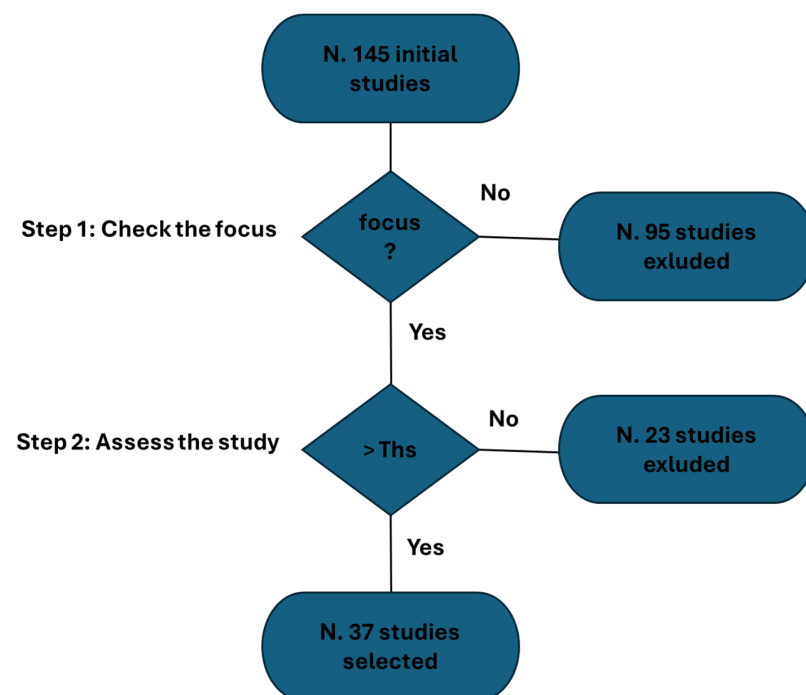 N. 145 initial
studies
No
Step 1: Check the focus
focus
?
N. 95 studies
exluded
Yes
No
Step 2: Assess the study
> Ths
N. 23 studies
exluded
Yes
N. 37 studies
selected